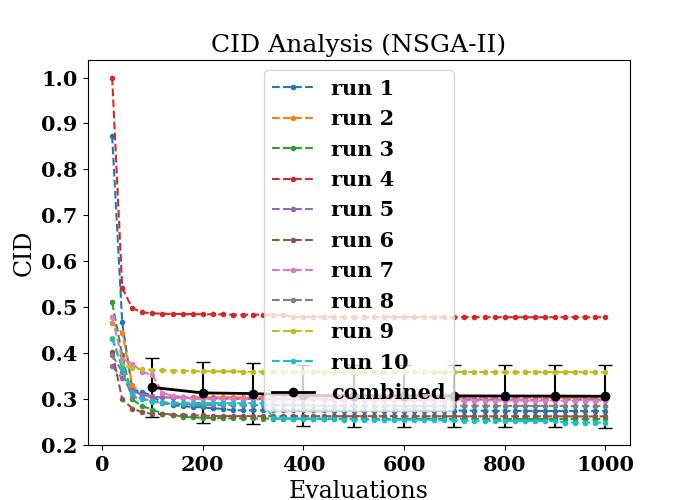 CID Analysis (NSGA-II)
CID
1.0
0.9
0.8
0.7
0.6
0.5
0.4
0.3
0.2
run 1
run 2
run 3
run 4
run 5
run 6
run 7
run 8
run 9
run 10
combined
0 200 400 600 800 1000
Evaluations